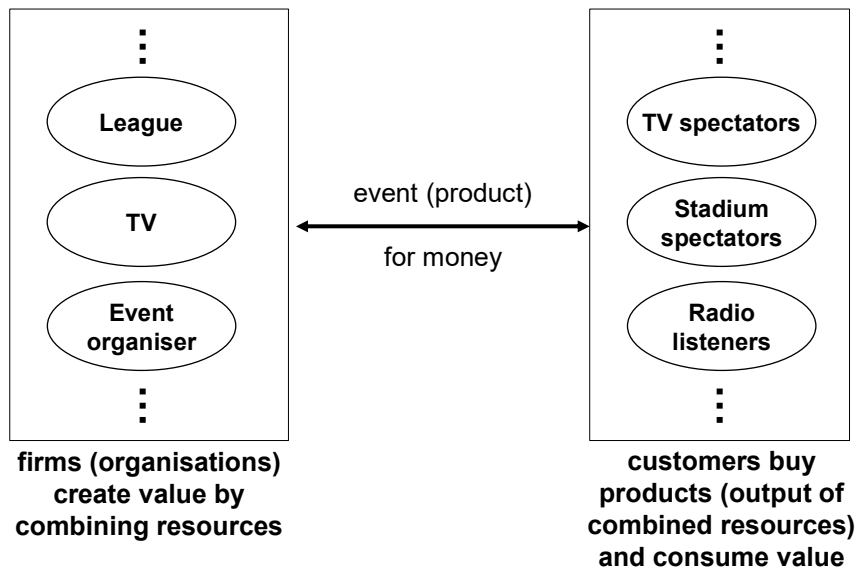 League
TV
Event
organiser
firms (organisations)
create value by
combining resources
event (product)
for money
TV spectators
Stadium
spectators
Radio
listeners
customers buy
products (output of
combined resources)
and consume value